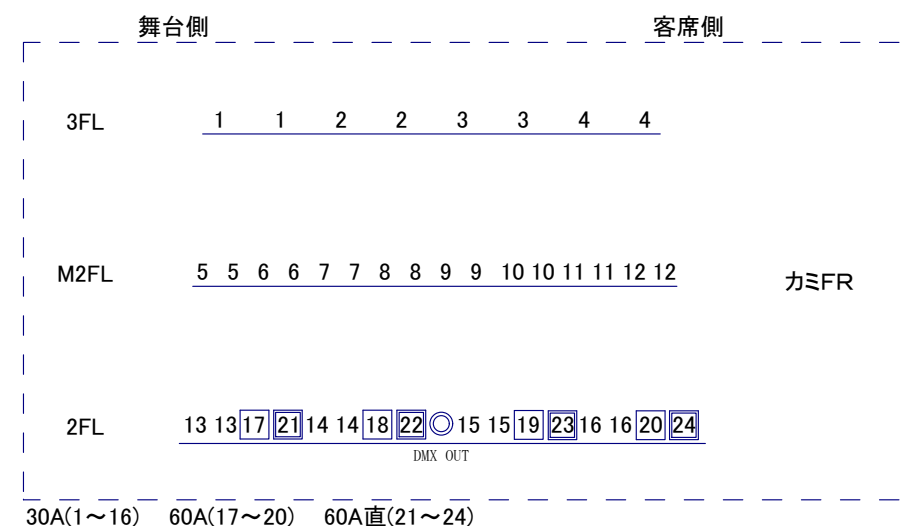 舞台側 客席側
3FL 1 1 2 2 3 3 4 4
M2FL 5 5 6 6 7 7 8 8 9 9 10 10 11 11 12 12 カミFR
2FL 13 13 17 21 14 14 18 22 ◎ 15 15 19 23 16 16 20 24
DMX OUT
30A(1～16) 60A(17～20) 60A直(21～24)